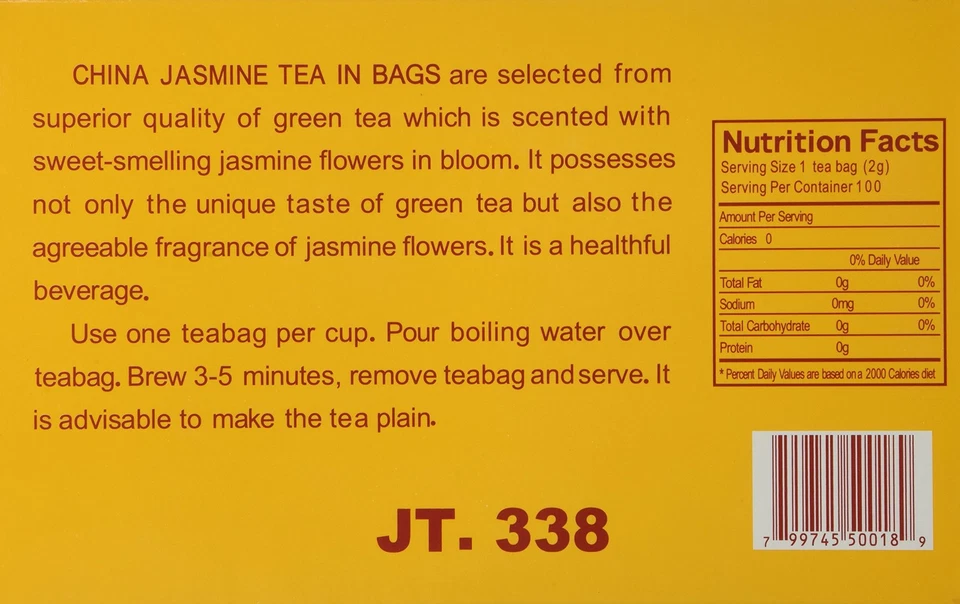 CHINA JASMINE TEA IN BAGS are selected from
superior quality of green tea which is scented with
sweet-smelling jasmine flowers in bloom. It possesses
not only the unique taste of green tea but also the
agreeable fragrance of jasmine flowers. It is a healthful
beverage.
Use one teabag per cup. Pour boiling water over
teabag. Brew 3-5 minutes, remove teabag and serve. It
is advisable to make the tea plain.
JT. 338
Nutrition Facts
Serving Size 1 tea bag (2g)
Serving Per Container 100
Amount Per Serving
Calories 0
0% Daily Value
Total Fat 0g 0%
Sodium 0mg 0%
Total Carbohydrate 0g 0%
Protein 0g
* Percent Daily Values are based on a 2000 Calories diet
7 99745 50018 9